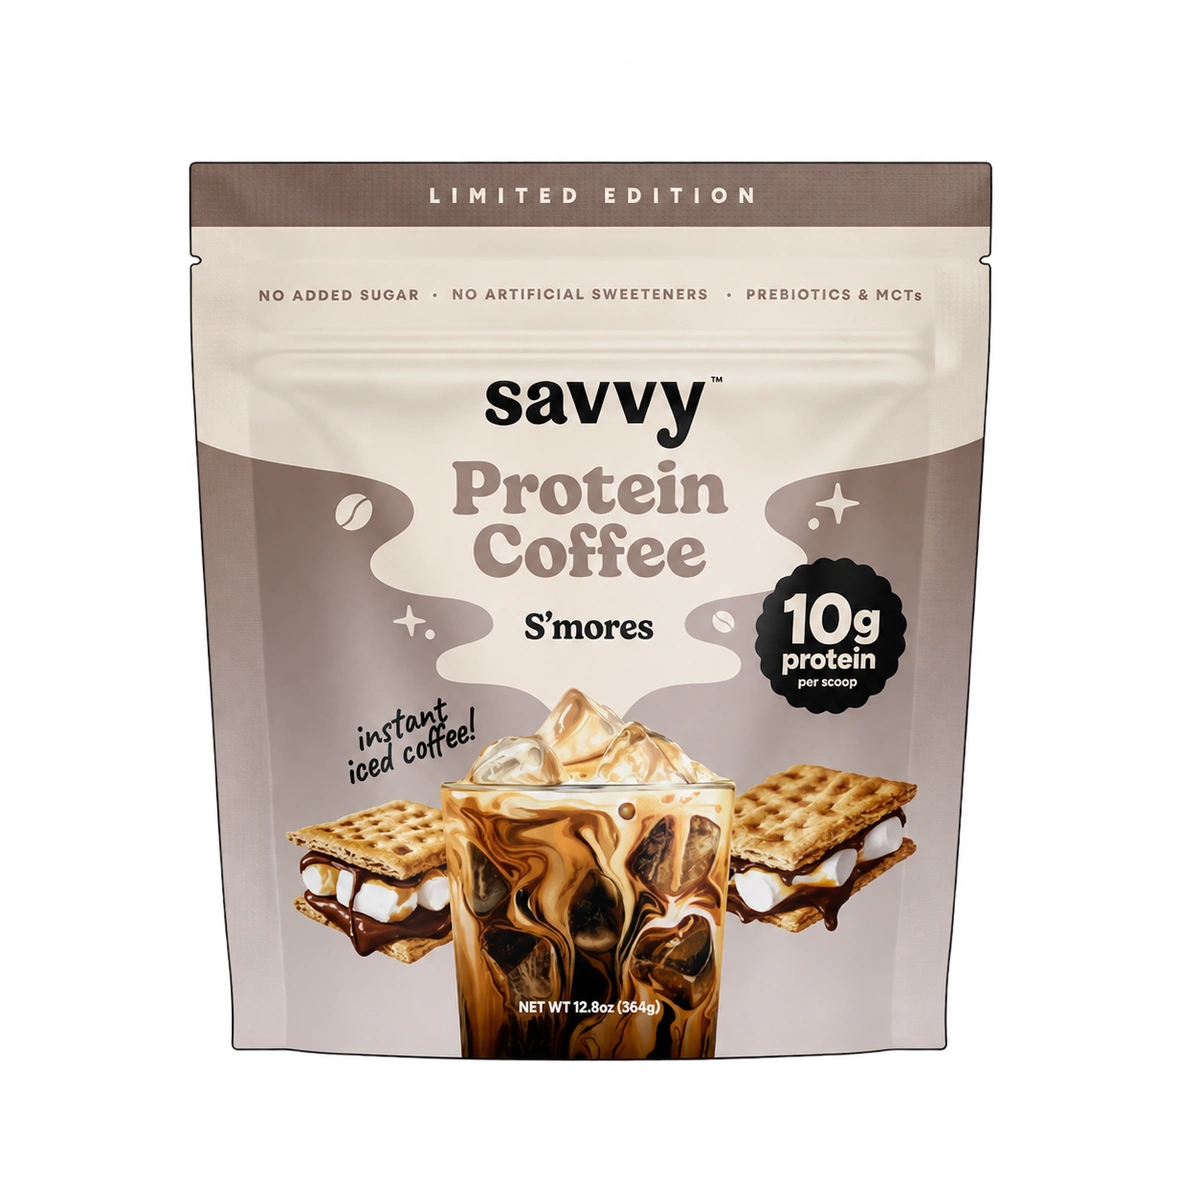 LIMITED EDITION
NO ADDED SUGAR • NO ARTIFICIAL SWEETENERS • PREBIOTICS & MCTs
savvy™
Protein
Coffee
S'mores
10g
protein
per scoop
instant
iced coffee!
NET WT 12.8oz (364g)